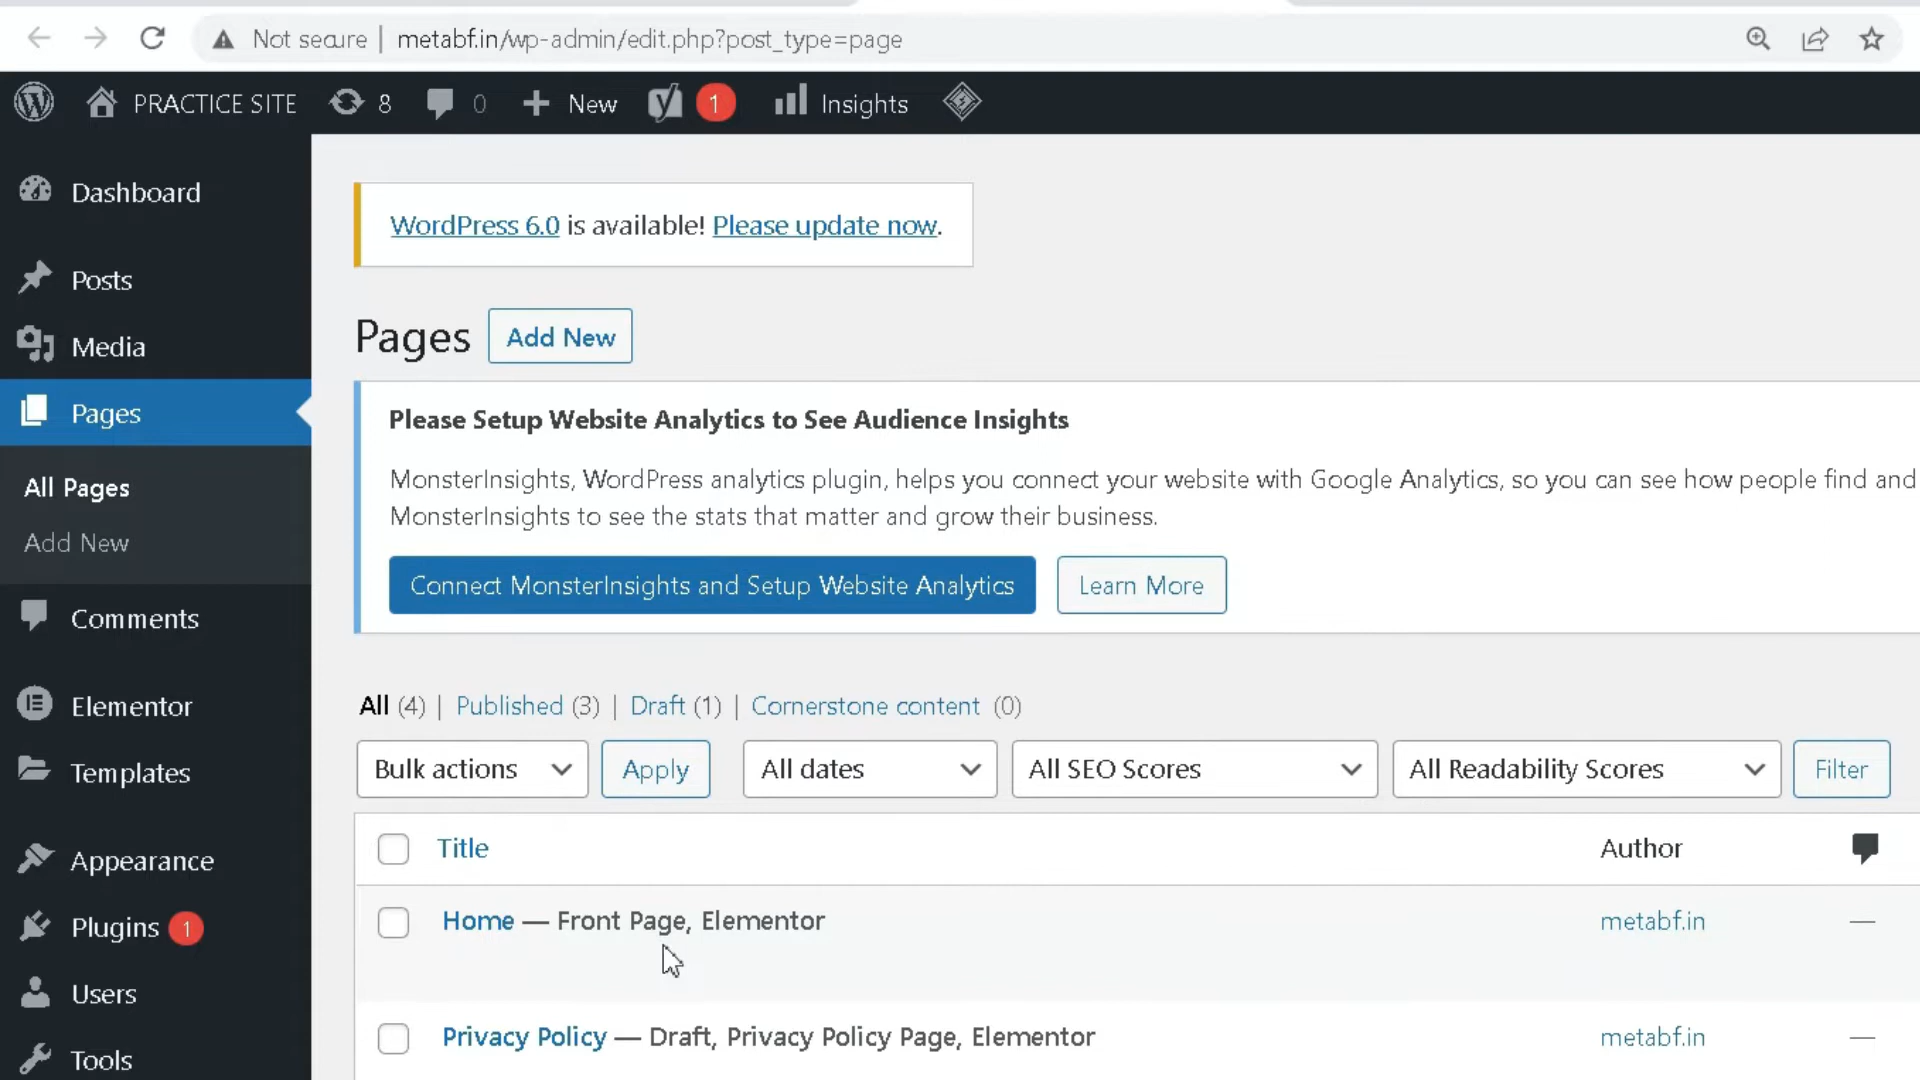 Not secure | metabf.in/wp-admin/edit.php?post_type=page
PRACTICE SITE 8 0 New 1 Insights
Dashboard
Posts
Media
Pages
All Pages
Add New
Comments
Elementor
Templates
Appearance
Plugins 1
Users
Tools
WordPress 6.0 is available! Please update now.
Pages Add New
Please Setup Website Analytics to See Audience Insights
MonsterInsights, WordPress analytics plugin, helps you connect your website with Google Analytics, so you can see how people find and
MonsterInsights to see the stats that matter and grow their business.
Connect MonsterInsights and Setup Website Analytics Learn More
All (4) | Published (3) | Draft (1) | Cornerstone content (0)
Bulk actions Apply All dates All SEO Scores All Readability Scores Filter
Title Author
Home — Front Page, Elementor metabf.in —
Privacy Policy — Draft, Privacy Policy Page, Elementor metabf.in —